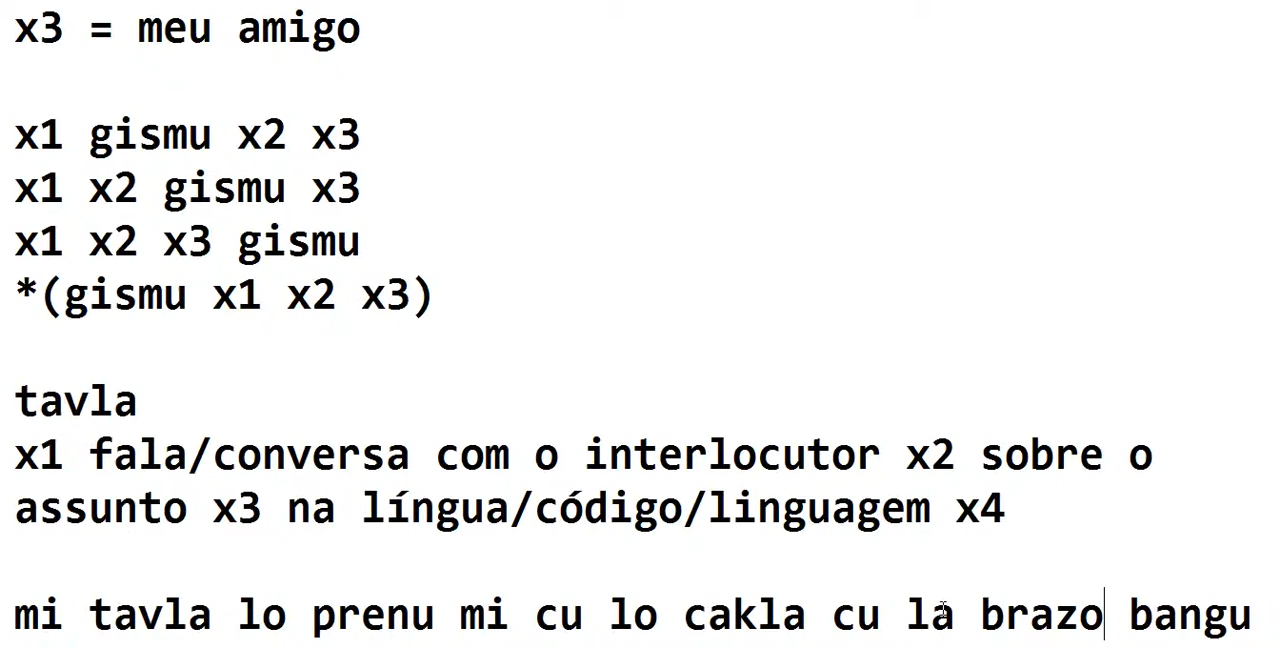 x3 = meu amigo
x1 gismu x2 x3
x1 x2 gismu x3
x1 x2 x3 gismu
*(gismu x1 x2 x3)
tavla
x1 fala/conversa com o interlocutor x2 sobre o
assunto x3 na língua/código/linguagem x4
mi tavla lo prenu mi cu lo cakla cu la brazo bangu